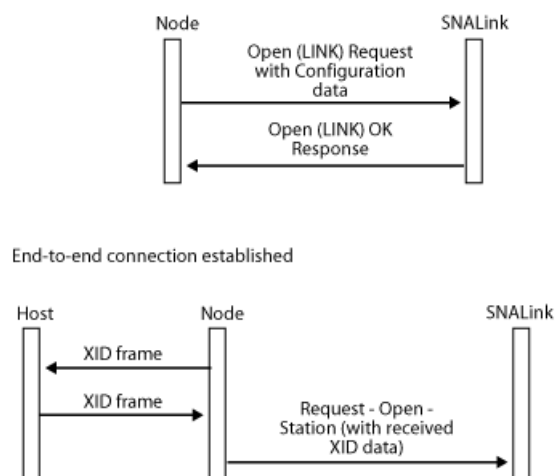 Node
SNALink
Open (LINK) Request
with Configuration
data
Open (LINK) OK
Response
End-to-end connection established
Host
Node
SNALink
XID frame
XID frame
Request - Open -
Station (with received
XID data)